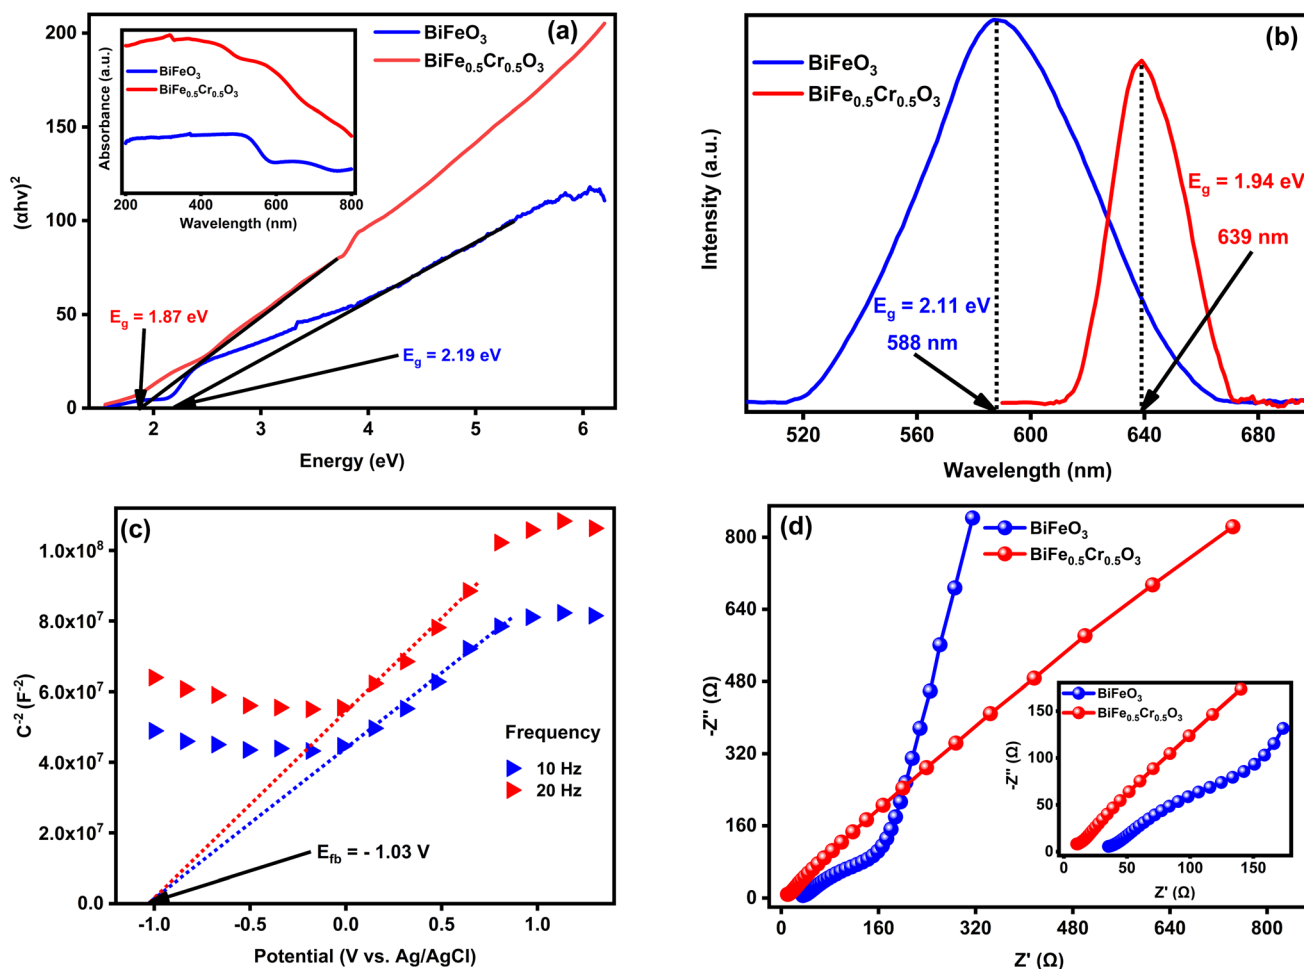 (a)
BiFeO₃
BiFe₀.₅Cr₀.₅O₃
(αhν)²
200
150
100
50
0
2
3
4
5
6
Energy (eV)
E_g = 1.87 eV
E_g = 2.19 eV
Absorbance (a.u.)
BiFeO₃
BiFe₀.₅Cr₀.₅O₃
200
400
600
800
Wavelength (nm)
(b)
BiFeO₃
BiFe₀.₅Cr₀.₅O₃
Intensity (a.u.)
E_g = 1.94 eV
639 nm
E_g = 2.11 eV
588 nm
520
560
600
640
680
Wavelength (nm)
(c)
C⁻² (F⁻²)
1.0x10⁸
8.0x10⁷
6.0x10⁷
4.0x10⁷
2.0x10⁷
0.0
Frequency
10 Hz
20 Hz
E_fb = - 1.03 V
-1.0
-0.5
0.0
0.5
1.0
Potential (V vs. Ag/AgCl)
(d)
BiFeO₃
BiFe₀.₅Cr₀.₅O₃
-Z'' (Ω)
800
640
480
320
160
0
0
160
320
480
640
800
Z' (Ω)
BiFeO₃
BiFe₀.₅Cr₀.₅O₃
-Z'' (Ω)
150
100
50
0
0
50
100
150
Z' (Ω)